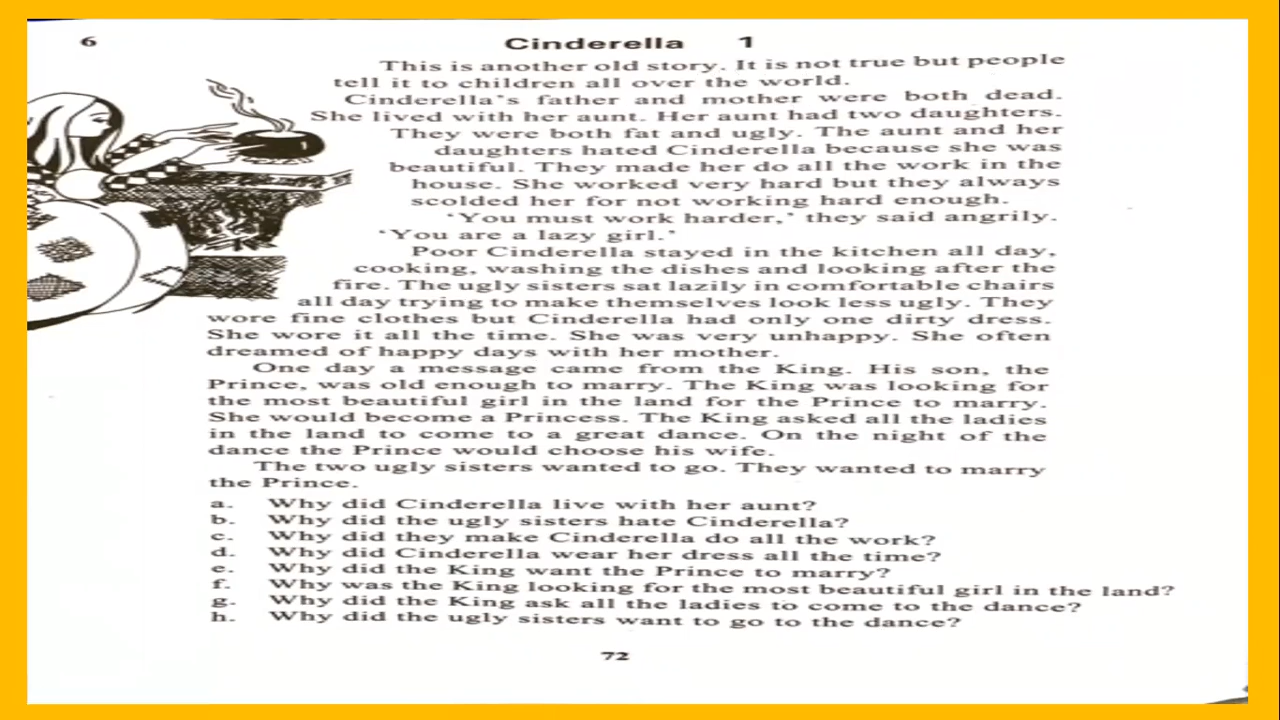 6
Cinderella 1
This is another old story. It is not true but people
tell it to children all over the world.
Cinderella's father and mother were both dead.
She lived with her aunt. Her aunt had two daughters.
They were both fat and ugly. The aunt and her
daughters hated Cinderella because she was
beautiful. They made her do all the work in the
house. She worked very hard but they always
scolded her for not working hard enough.
'You must work harder,' they said angrily.
'You are a lazy girl.'
Poor Cinderella stayed in the kitchen all day,
cooking, washing the dishes and looking after the
fire. The ugly sisters sat lazily in comfortable chairs
all day trying to make themselves look less ugly. They
wore fine clothes but Cinderella had only one dirty dress.
She wore it all the time. She was very unhappy. She often
dreamed of happy days with her mother.
One day a message came from the King. His son, the
Prince, was old enough to marry. The King was looking for
the most beautiful girl in the land for the Prince to marry.
She would become a Princess. The King asked all the ladies
in the land to come to a great dance. On the night of the
dance the Prince would choose his wife.
The two ugly sisters wanted to go. They wanted to marry
the Prince.
a. Why did Cinderella live with her aunt?
b. Why did the ugly sisters hate Cinderella?
c. Why did they make Cinderella do all the work?
d. Why did Cinderella wear her dress all the time?
e. Why did the King want the Prince to marry?
f. Why was the King looking for the most beautiful girl in the land?
g. Why did the King ask all the ladies to come to the dance?
h. Why did the ugly sisters want to go to the dance?
72